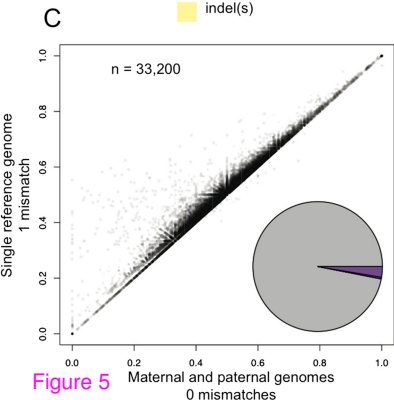 C
indel(s)
n = 33,200
Single reference genome
1 mismatch
1.0
0.8
0.6
0.4
0.2
0.0
0.0 0.2 0.4 0.6 0.8 1.0
Maternal and paternal genomes
0 mismatches
Figure 5